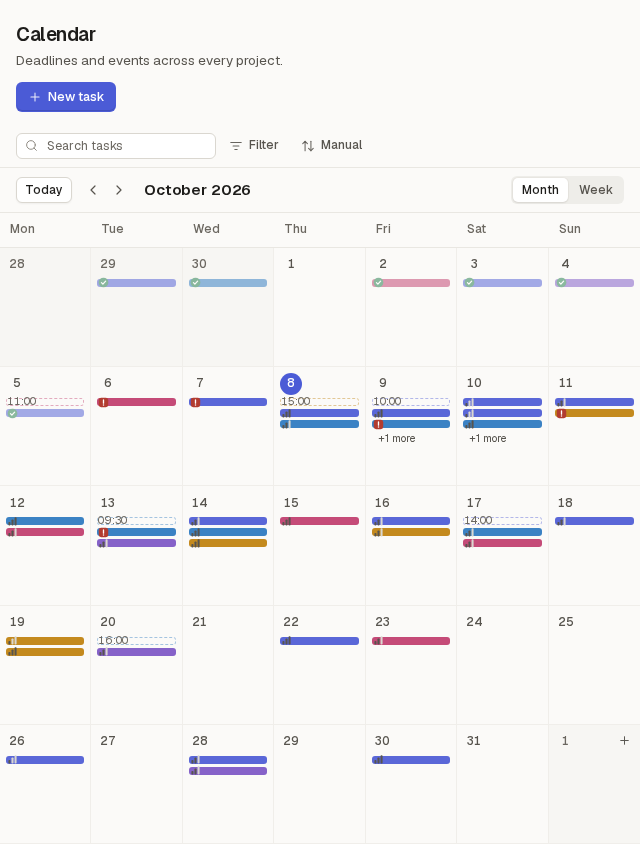 Calendar
Deadlines and events across every project.
New task
Search tasks
Filter
Manual
Today
October 2026
Month
Week
Mon Tue Wed Thu Fri Sat Sun
28 29 30 1 2 3 4
5 6 7 8 9 10 11
11:00 15:00 10:00
+1 more +1 more
12 13 14 15 16 17 18
09:30 14:00
19 20 21 22 23 24 25
16:00
26 27 28 29 30 31 1